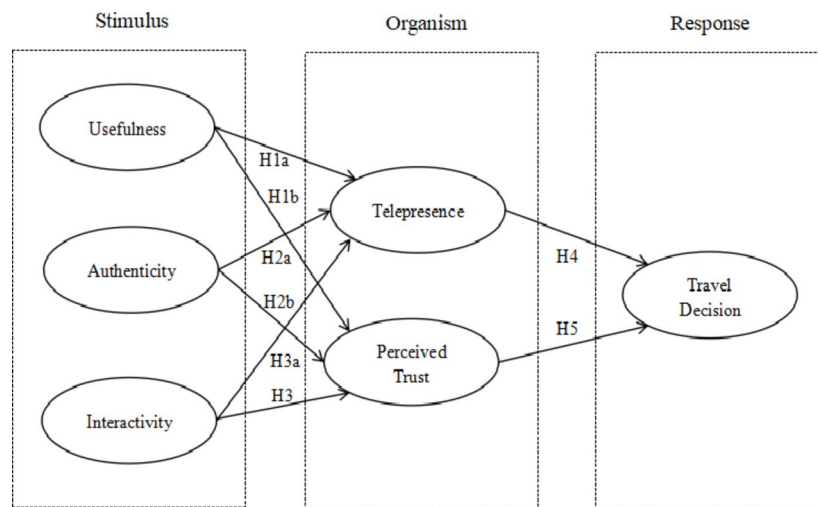 Stimulus
Organism
Response
Usefulness
H1a
H1b
Telepresence
H2a
Authenticity
H4
H2b
Travel
Decision
H5
Perceived
Trust
H3a
H3
Interactivity